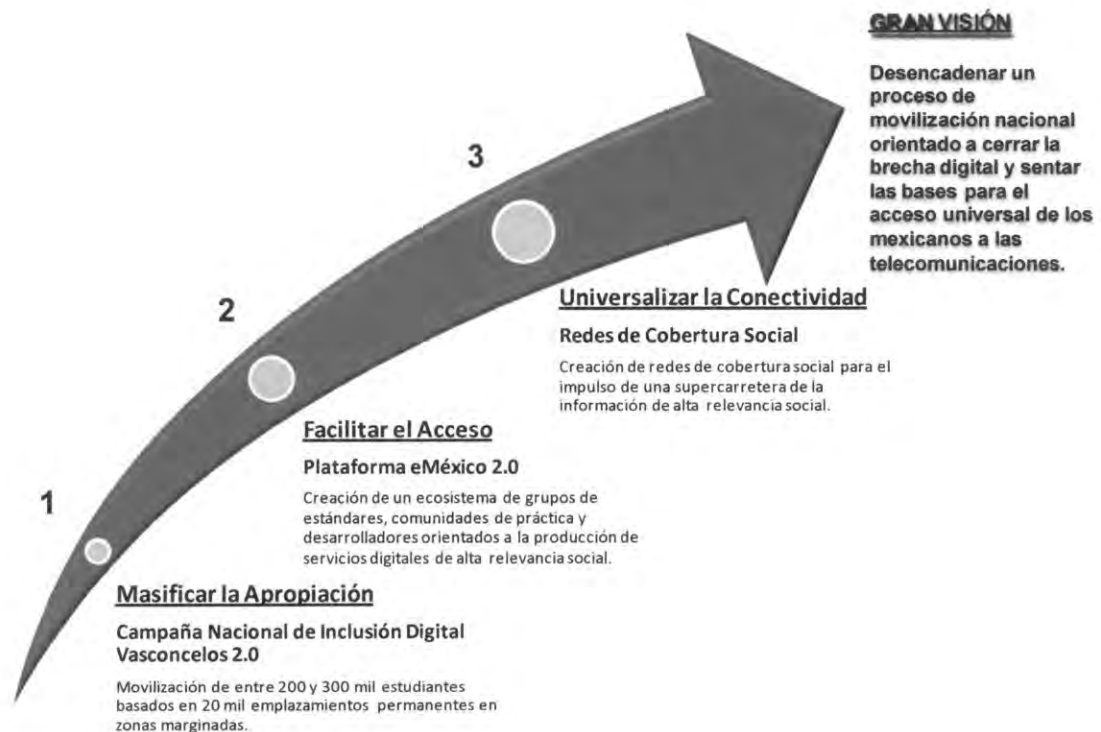 GRAN VISIÓN
Desencadenar un
proceso de
movilización nacional
orientado a cerrar la
brecha digital y sentar
las bases para el
acceso universal de los
mexicanos a las
telecomunicaciones.
3
Universalizar la Conectividad
Redes de Cobertura Social
Creación de redes de cobertura social para el
impulso de una supercarretera de la
información de alta relevancia social.
2
Facilitar el Acceso
Plataforma eMéxico 2.0
Creación de un ecosistema de grupos de
estándares, comunidades de práctica y
desarrolladores orientados a la producción de
servicios digitales de alta relevancia social.
1
Masificar la Apropiación
Campaña Nacional de Inclusión Digital
Vasconcelos 2.0
Movilización de entre 200 y 300 mil estudiantes
basados en 20 mil emplazamientos permanentes en
zonas marginadas.